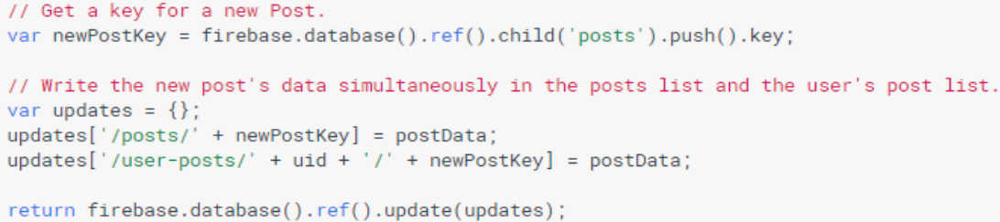 // Get a key for a new Post.
var newPostKey = firebase.database().ref().child('posts').push().key;
// Write the new post's data simultaneously in the posts list and the user's post list.
var updates = {};
updates['/posts/' + newPostKey] = postData;
updates['/user-posts/' + uid + '/' + newPostKey] = postData;
return firebase.database().ref().update(updates);